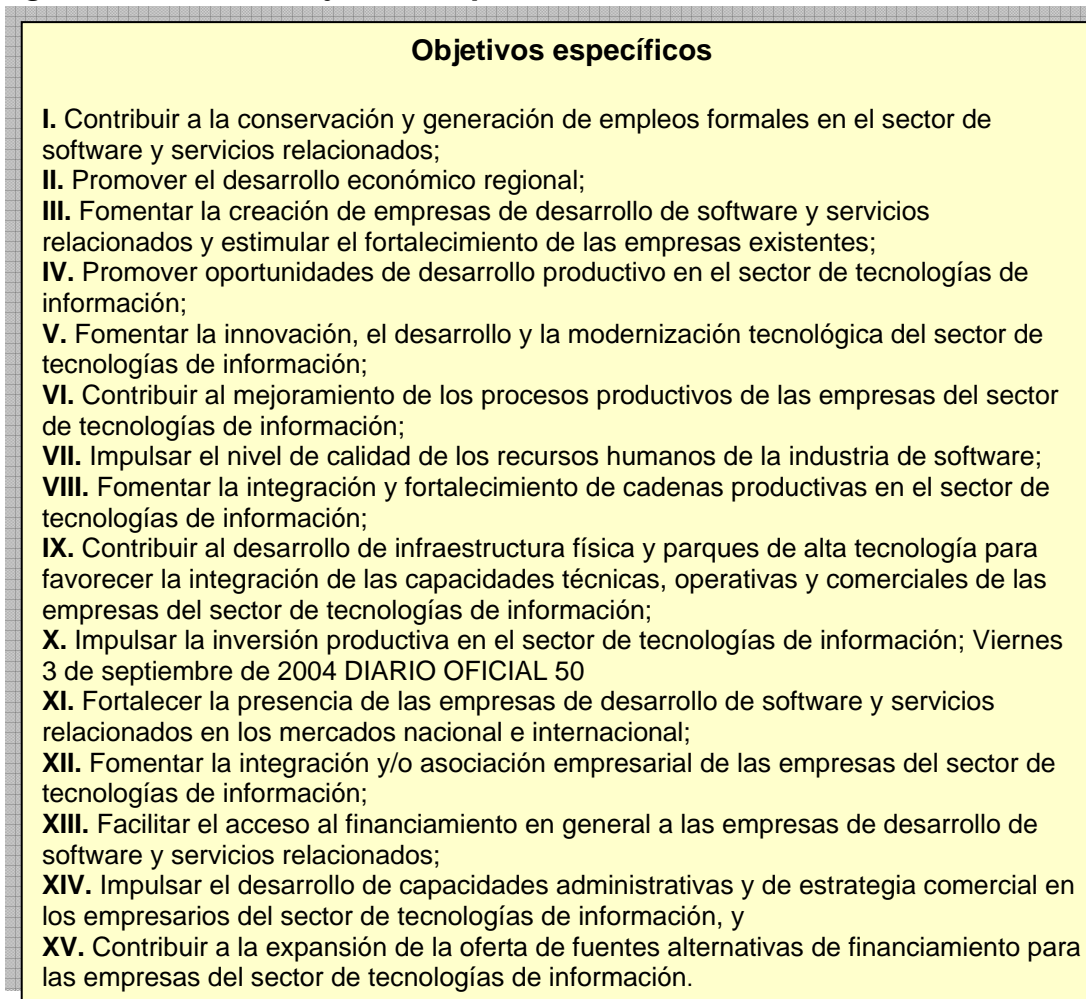 Objetivos específicos
I. Contribuir a la conservación y generación de empleos formales en el sector de
software y servicios relacionados;
II. Promover el desarrollo económico regional;
III. Fomentar la creación de empresas de desarrollo de software y servicios
relacionados y estimular el fortalecimiento de las empresas existentes;
IV. Promover oportunidades de desarrollo productivo en el sector de tecnologías de
información;
V. Fomentar la innovación, el desarrollo y la modernización tecnológica del sector de
tecnologías de información;
VI. Contribuir al mejoramiento de los procesos productivos de las empresas del sector
de tecnologías de información;
VII. Impulsar el nivel de calidad de los recursos humanos de la industria de software;
VIII. Fomentar la integración y fortalecimiento de cadenas productivas en el sector de
tecnologías de información;
IX. Contribuir al desarrollo de infraestructura física y parques de alta tecnología para
favorecer la integración de las capacidades técnicas, operativas y comerciales de las
empresas del sector de tecnologías de información;
X. Impulsar la inversión productiva en el sector de tecnologías de información; Viernes
3 de septiembre de 2004 DIARIO OFICIAL 50
XI. Fortalecer la presencia de las empresas de desarrollo de software y servicios
relacionados en los mercados nacional e internacional;
XII. Fomentar la integración y/o asociación empresarial de las empresas del sector de
tecnologías de información;
XIII. Facilitar el acceso al financiamiento en general a las empresas de desarrollo de
software y servicios relacionados;
XIV. Impulsar el desarrollo de capacidades administrativas y de estrategia comercial en
los empresarios del sector de tecnologías de información, y
XV. Contribuir a la expansión de la oferta de fuentes alternativas de financiamiento para
las empresas del sector de tecnologías de información.